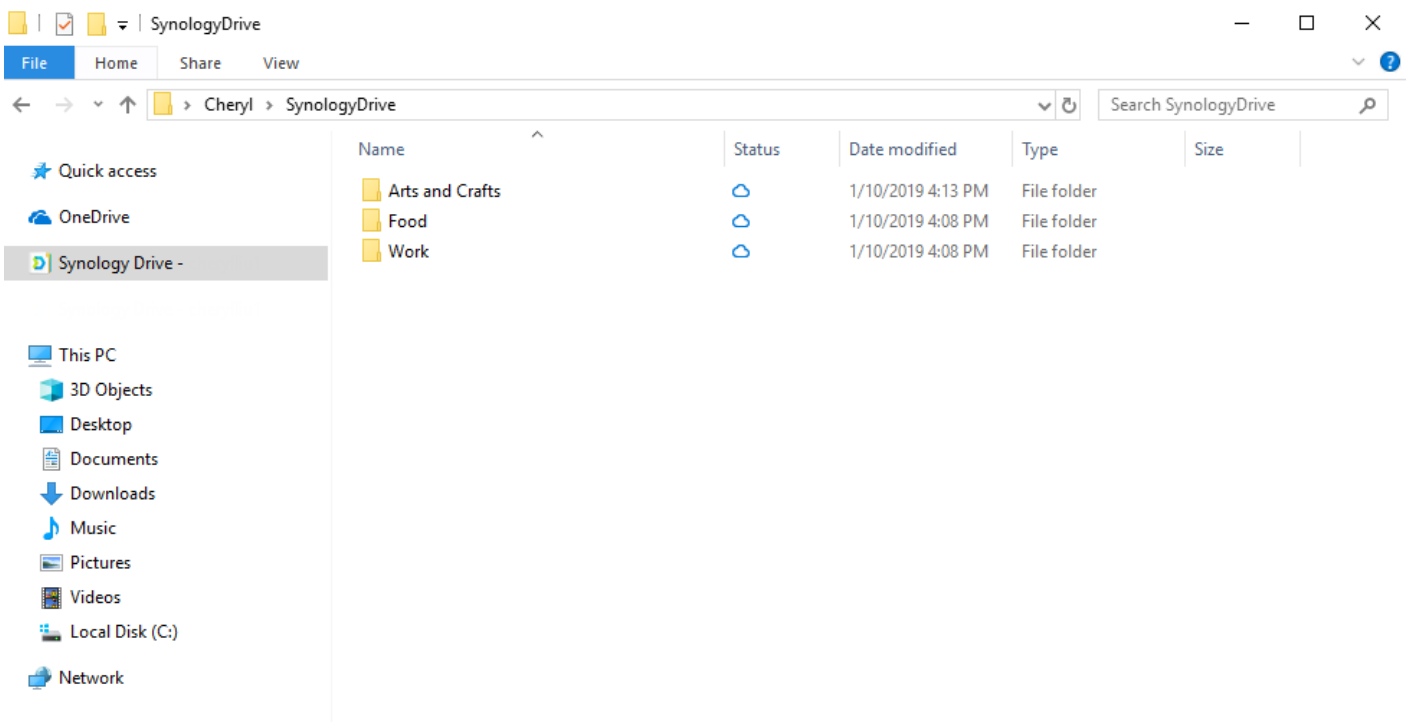 SynologyDrive
File Home Share View
Cheryl SynologyDrive Search SynologyDrive
Name Status Date modified Type Size
Quick access
OneDrive
Synology Drive -
This PC
3D Objects
Desktop
Documents
Downloads
Music
Pictures
Videos
Local Disk (C:)
Network
Arts and Crafts 1/10/2019 4:13 PM File folder
Food 1/10/2019 4:08 PM File folder
Work 1/10/2019 4:08 PM File folder